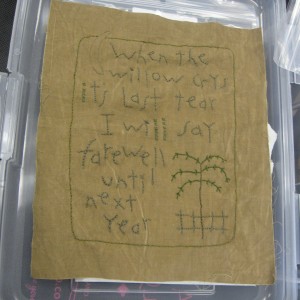 When the
willow crys
its last tear
I will say
farewell
until
next
Year